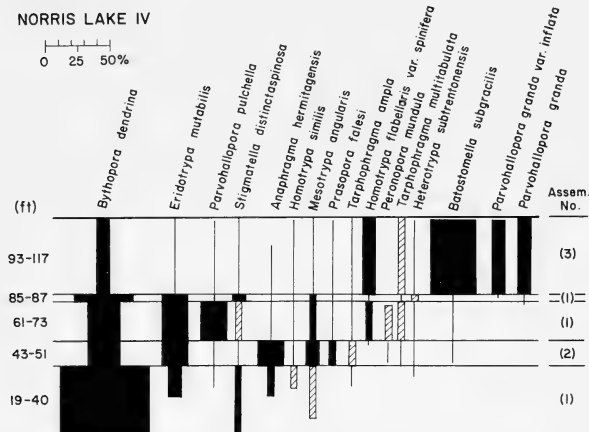 NORRIS LAKE IV
0 25 50%
Bythopora dendrina
Eridotrypa mutabilis
Parvohallopora pulchella
Stigmatella distinctaspinosa
Anaphragma hermitagensis
Homotrypa similis
Mesotrypa angularis
Prasopora falesi
Tarphophragma ampla
Homotrypa flabellaris var. spinifera
Peronopora mundula
Tarphophragma multitabulata
Heterotrypa subtrentonensis
Batostomella subgracilis
Parvohallopora granda var. inflata
Parvohallopora granda
(ft)
Assem. No.
93-117 (3)
85-87 (1)
61-73 (1)
43-51 (2)
19-40 (1)